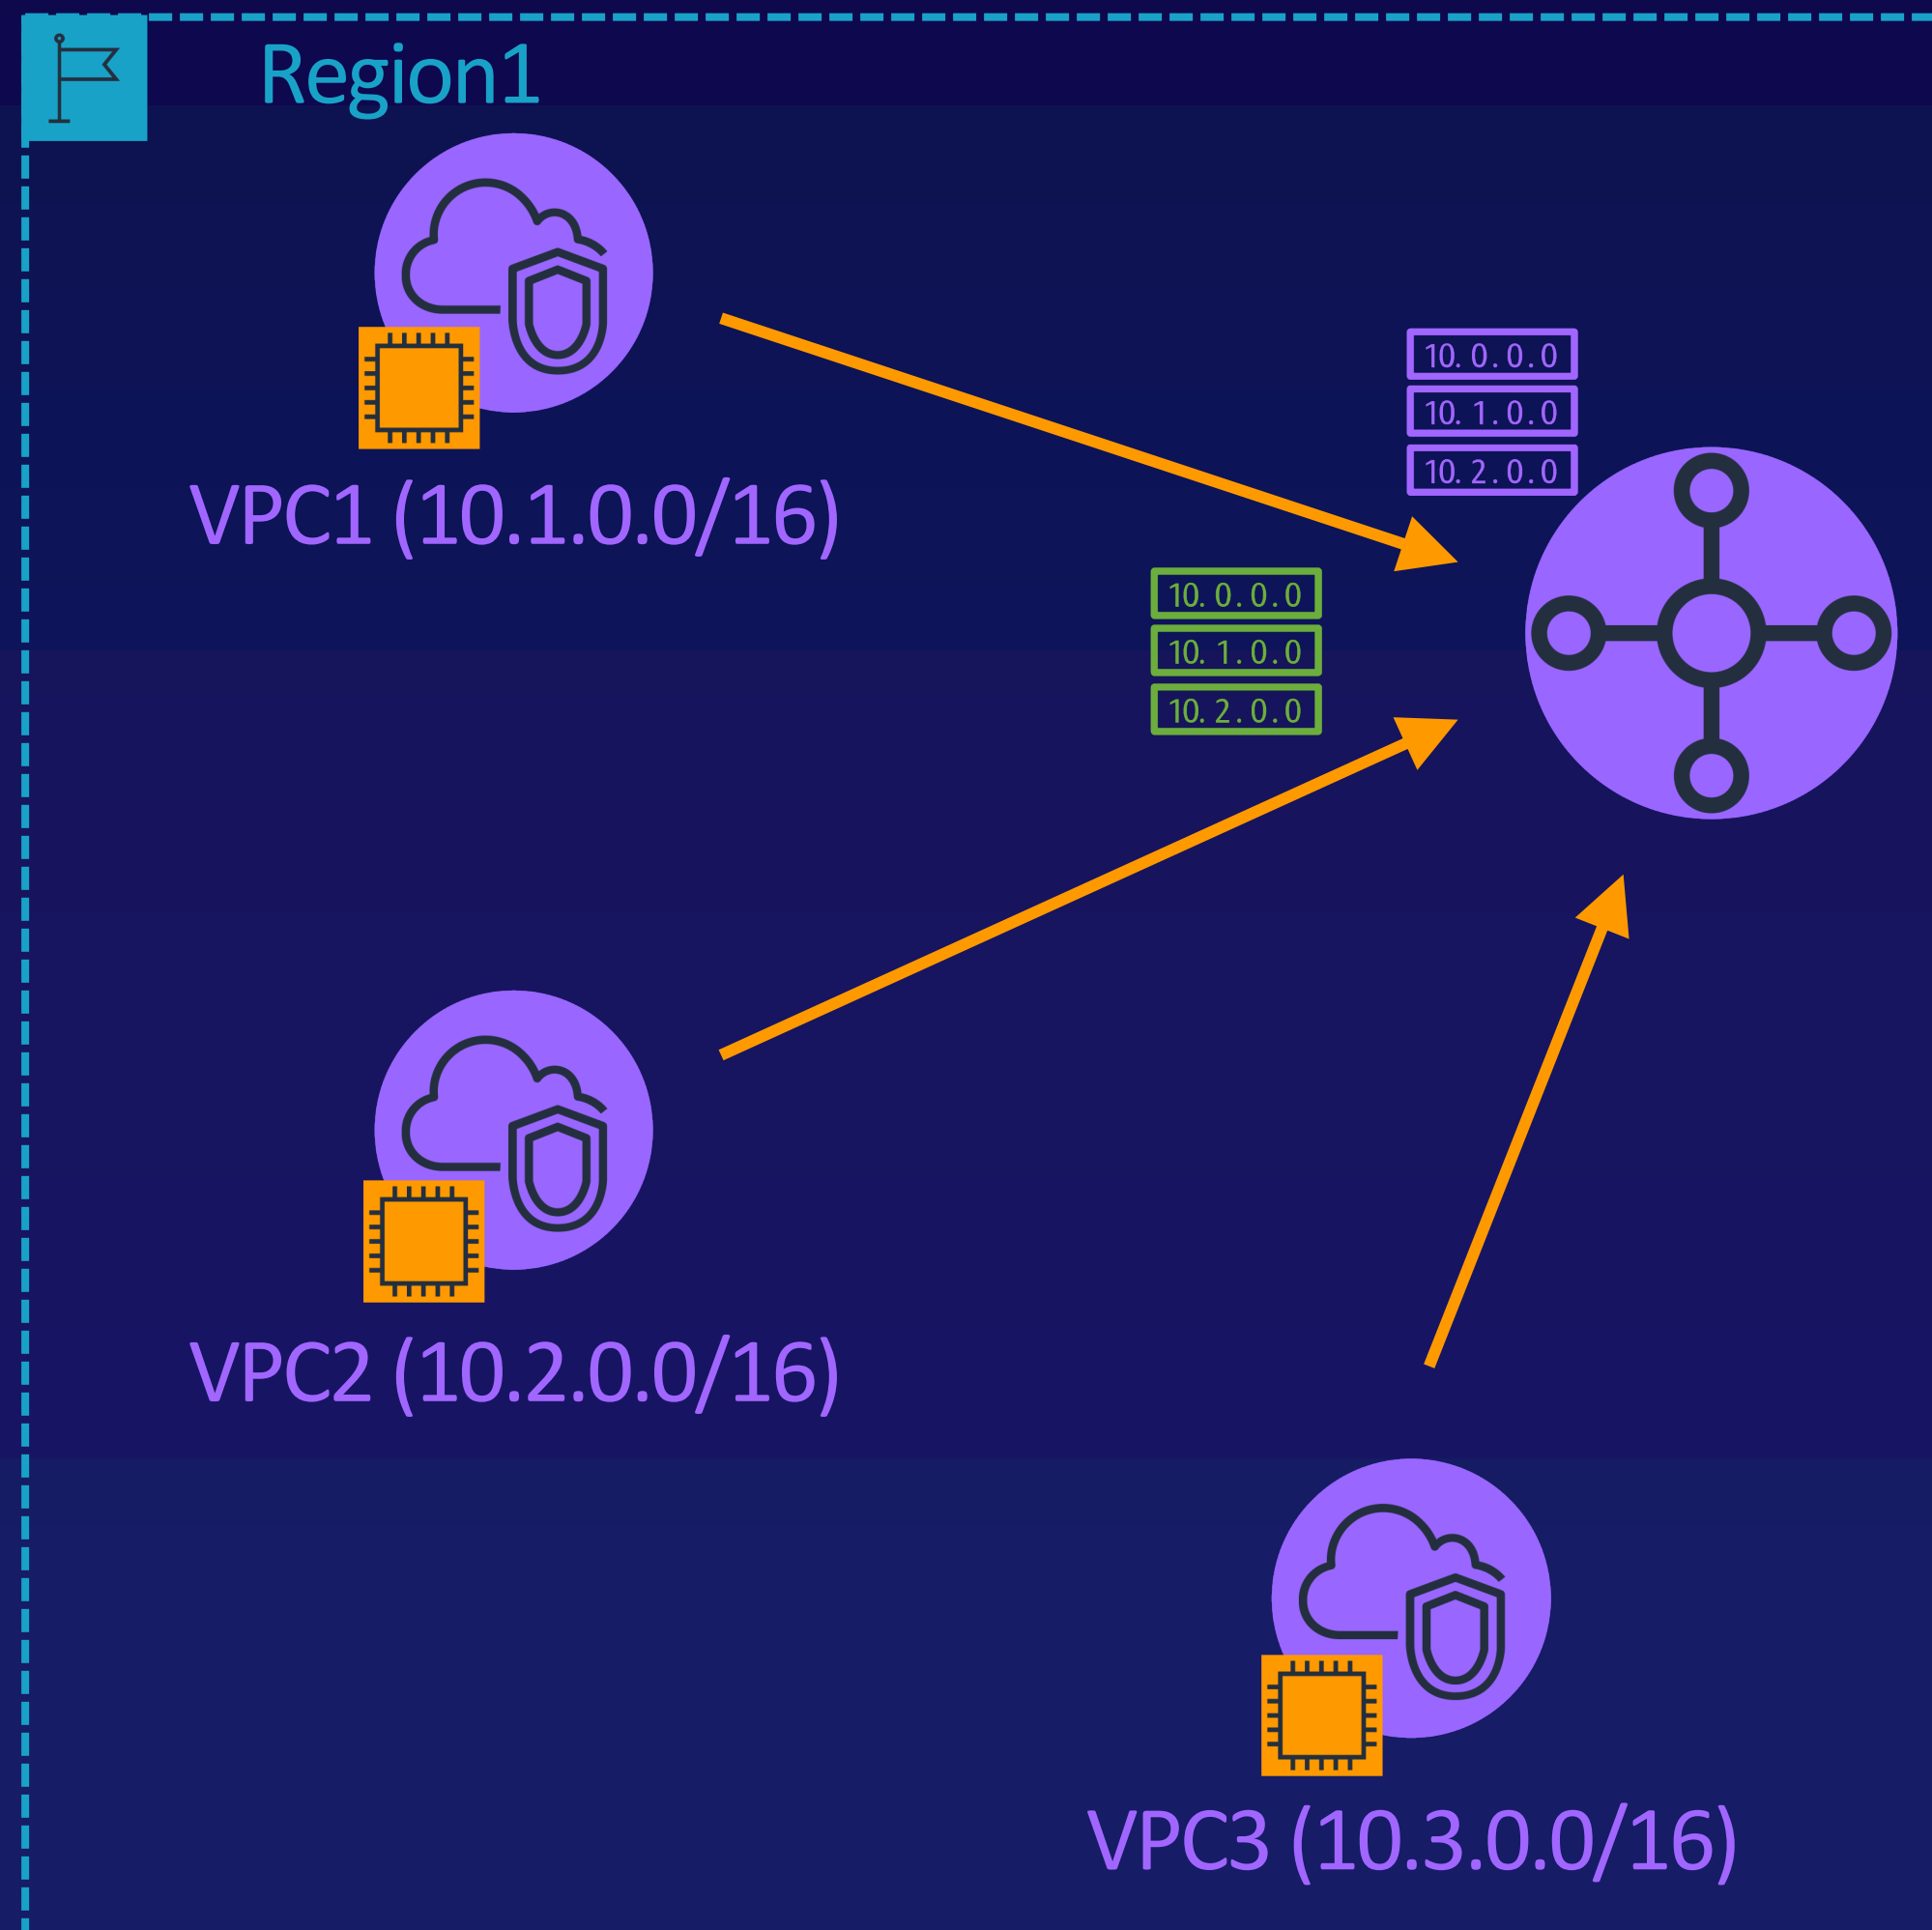 Region1
VPC1 (10.1.0.0/16)
10. 0 . 0 . 0
10. 1 . 0 . 0
10. 2 . 0 . 0
10. 0 . 0 . 0
10. 1 . 0 . 0
10. 2 . 0 . 0
VPC2 (10.2.0.0/16)
VPC3 (10.3.0.0/16)